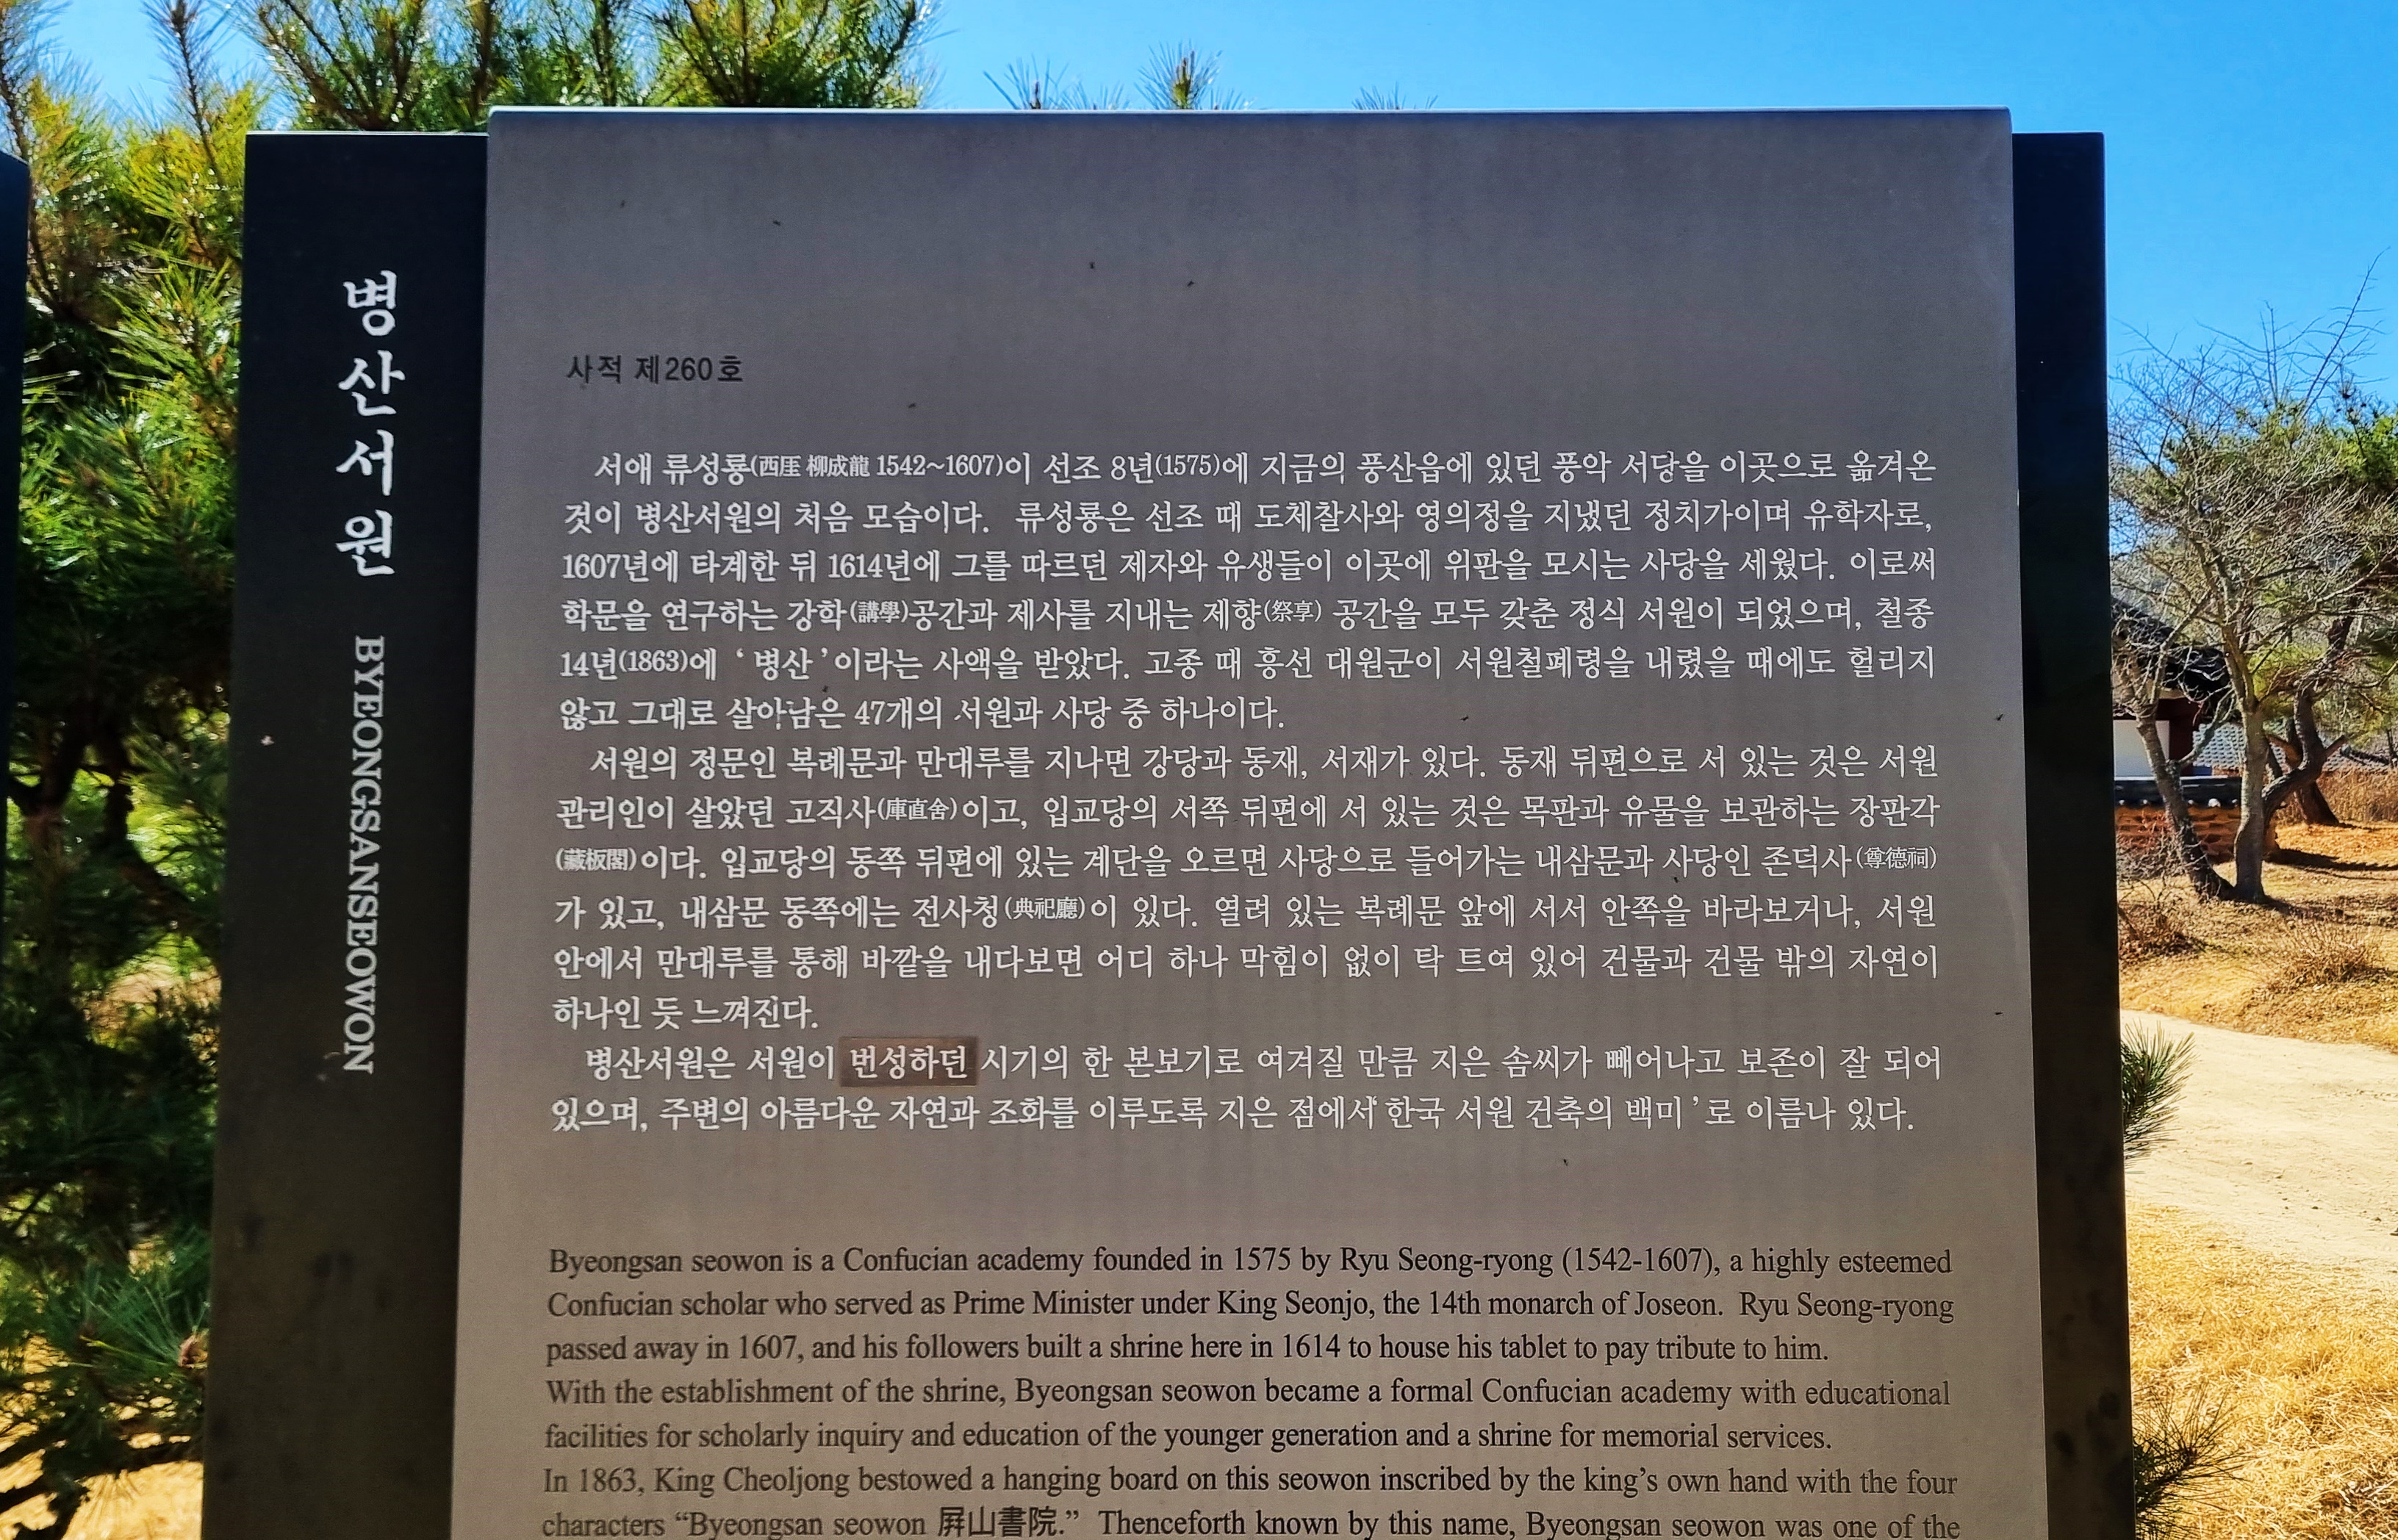 병산서원 BYEONGSANSEOWON
사적 제260호
서애 류성룡(西厓 柳成龍 1542~1607)이 선조 8년(1575)에 지금의 풍산읍에 있던 풍악 서당을 이곳으로 옮겨온
것이 병산서원의 처음 모습이다. 류성룡은 선조 때 도체찰사와 영의정을 지냈던 정치가이며 유학자로,
1607년에 타계한 뒤 1614년에 그를 따르던 제자와 유생들이 이곳에 위판을 모시는 사당을 세웠다. 이로써
학문을 연구하는 강학(講學)공간과 제사를 지내는 제향(祭享) 공간을 모두 갖춘 정식 서원이 되었으며, 철종
14년(1863)에 ‘병산’이라는 사액을 받았다. 고종 때 흥선 대원군이 서원철폐령을 내렸을 때에도 헐리지
않고 그대로 살아남은 47개의 서원과 사당 중 하나이다.
서원의 정문인 복례문과 만대루를 지나면 강당과 동재, 서재가 있다. 동재 뒤편으로 서 있는 것은 서원
관리인이 살았던 고직사(庫直舍)이고, 입교당의 서쪽 뒤편에 서 있는 것은 목판과 유물을 보관하는 장판각
(藏板閣)이다. 입교당의 동쪽 뒤편에 있는 계단을 오르면 사당으로 들어가는 내삼문과 사당인 존덕사(尊德祠)
가 있고, 내삼문 동쪽에는 전사청(典祀廳)이 있다. 열려 있는 복례문 앞에 서서 안쪽을 바라보거나, 서원
안에서 만대루를 통해 바깥을 내다보면 어디 하나 막힘이 없이 탁 트여 있어 건물과 건물 밖의 자연이
하나인 듯 느껴진다.
병산서원은 서원이 번성하던 시기의 한 본보기로 여겨질 만큼 지은 솜씨가 빼어나고 보존이 잘 되어
있으며, 주변의 아름다운 자연과 조화를 이루도록 지은 점에서 ‘한국 서원 건축의 백미’로 이름나 있다.
Byeongsan seowon is a Confucian academy founded in 1575 by Ryu Seong-ryong (1542-1607), a highly esteemed
Confucian scholar who served as Prime Minister under King Seonjo, the 14th monarch of Joseon. Ryu Seong-ryong
passed away in 1607, and his followers built a shrine here in 1614 to house his tablet to pay tribute to him.
With the establishment of the shrine, Byeongsan seowon became a formal Confucian academy with educational
facilities for scholarly inquiry and education of the younger generation and a shrine for memorial services.
In 1863, King Cheoljong bestowed a hanging board on this seowon inscribed by the king’s own hand with the four
characters “Byeongsan seowon 屛山書院.” Thenceforth known by this name, Byeongsan seowon was one of the